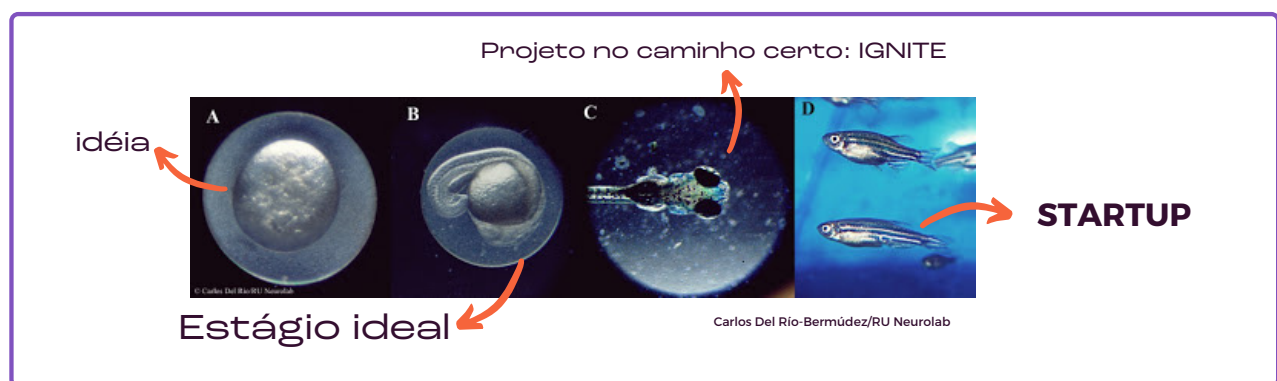 Projeto no caminho certo: IGNITE
A
B
C
D
idéia
STARTUP
© Carlos Del Río/RU Neurolab
Estágio ideal
Carlos Del Río-Bermúdez/RU Neurolab